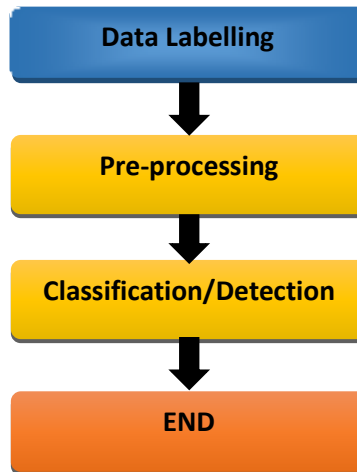 Data Labelling
Pre-processing
Classification/Detection
END